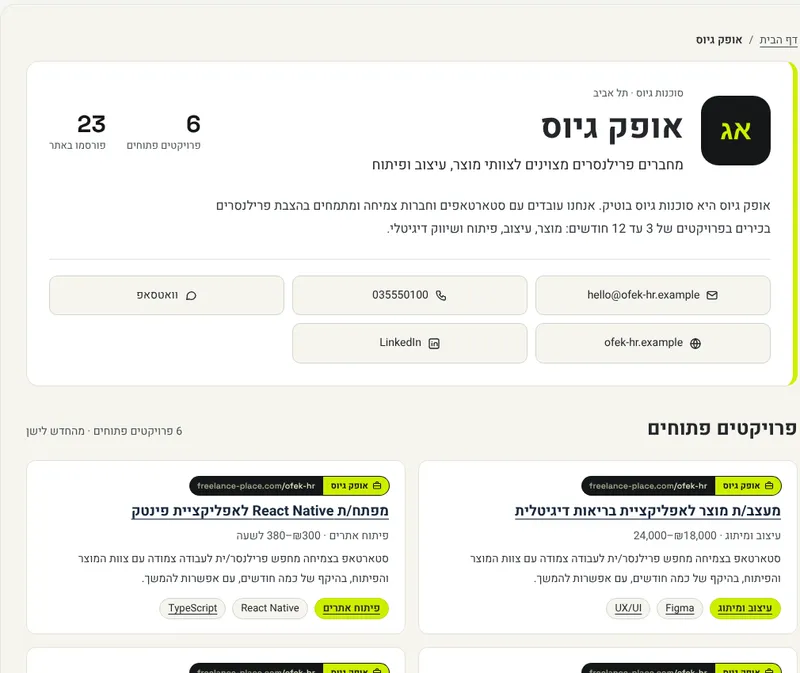 דף הבית / אופק גיוס
סוכנות גיוס · תל אביב
אג
אופק גיוס
מחברים פרילנסרים מצוינים לצוותי מוצר, עיצוב ופיתוח
6
פרויקטים פתוחים
23
פורסמו באתר
אופק גיוס היא סוכנות גיוס בוטיק. אנחנו עובדים עם סטארטאפים וחברות צמיחה ומתמחים בהצבת פרילנסרים
בכירים בפרויקטים של 3 עד 12 חודשים: מוצר, עיצוב, פיתוח ושיווק דיגיטלי.
hello@ofek-hr.example
035550100
וואטסאפ
ofek-hr.example
LinkedIn
פרויקטים פתוחים
6 פרויקטים פתוחים · מהחדש לישן
אופק גיוס freelance-place.com/ofek-hr
מעצב/ת מוצר לאפליקציית בריאות דיגיטלית
עיצוב ומיתוג · ₪18,000–24,000
סטארטאפ בצמיחה מחפש פרילנסר/ית לעבודה צמודה עם צוות המוצר
והפיתוח, בהיקף של כמה חודשים, עם אפשרות להמשך.
עיצוב ומיתוג
Figma
UX/UI
אופק גיוס freelance-place.com/ofek-hr
מפתח/ת React Native לאפליקציית פינטק
פיתוח אתרים · ₪300–380 לשעה
סטארטאפ בצמיחה מחפש פרילנסר/ית לעבודה צמודה עם צוות המוצר
והפיתוח, בהיקף של כמה חודשים, עם אפשרות להמשך.
פיתוח אתרים
React Native
TypeScript
אופק גיוס freelance-place.com/ofek-hr
אופק גיוס freelance-place.com/ofek-hr